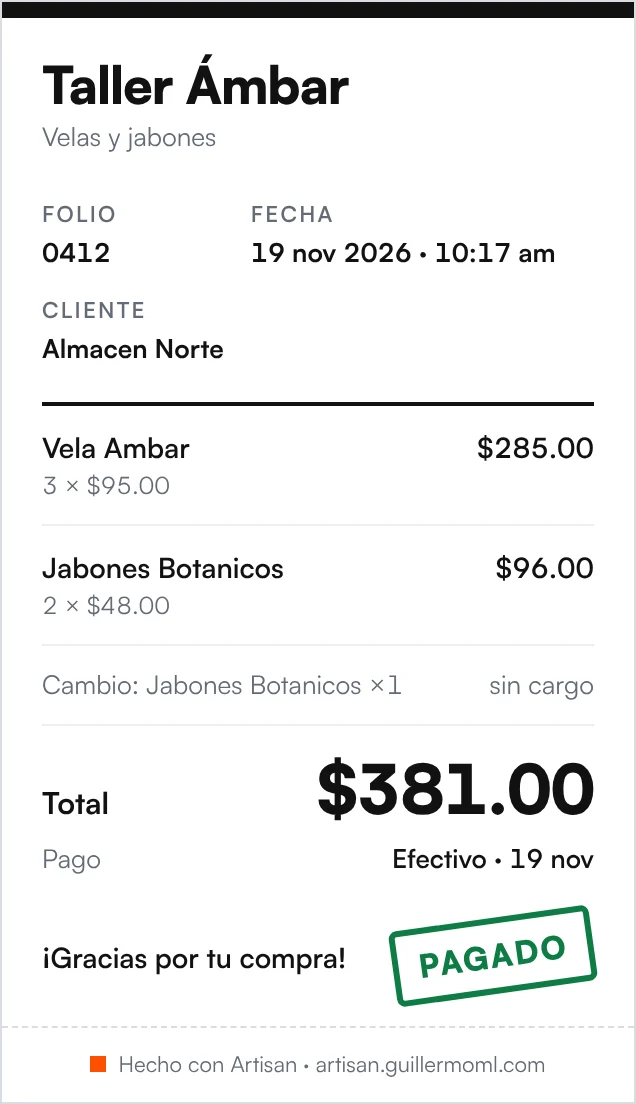 Taller Ámbar
Velas y jabones
FOLIO FECHA
0412 19 nov 2026 · 10:17 am
CLIENTE
Almacen Norte
Vela Ambar $285.00
3 × $95.00
Jabones Botanicos $96.00
2 × $48.00
Cambio: Jabones Botanicos ×1 sin cargo
Total $381.00
Pago Efectivo · 19 nov
¡Gracias por tu compra! PAGADO
Hecho con Artisan · artisan.guillermoml.com